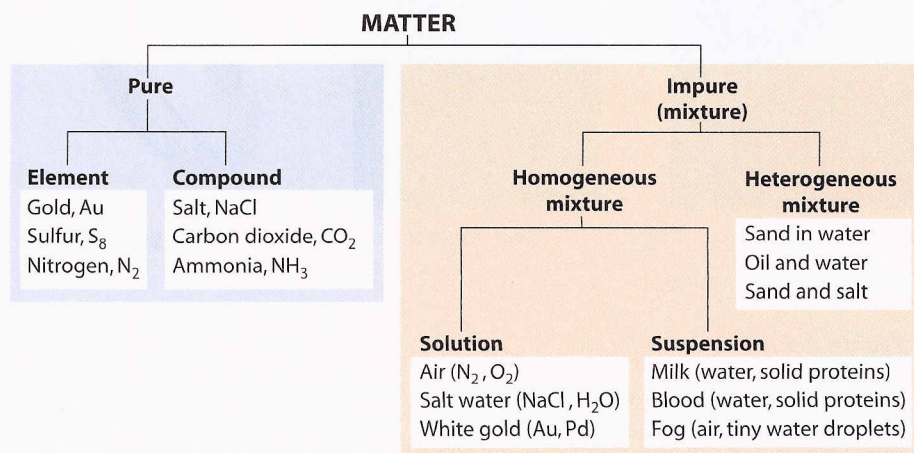 MATTER
Pure
Element
Gold, Au
Sulfur, S₈
Nitrogen, N₂
Compound
Salt, NaCl
Carbon dioxide, CO₂
Ammonia, NH₃
Impure
(mixture)
Homogeneous
mixture
Solution
Air (N₂, O₂)
Salt water (NaCl, H₂O)
White gold (Au, Pd)
Suspension
Milk (water, solid proteins)
Blood (water, solid proteins)
Fog (air, tiny water droplets)
Heterogeneous
mixture
Sand in water
Oil and water
Sand and salt